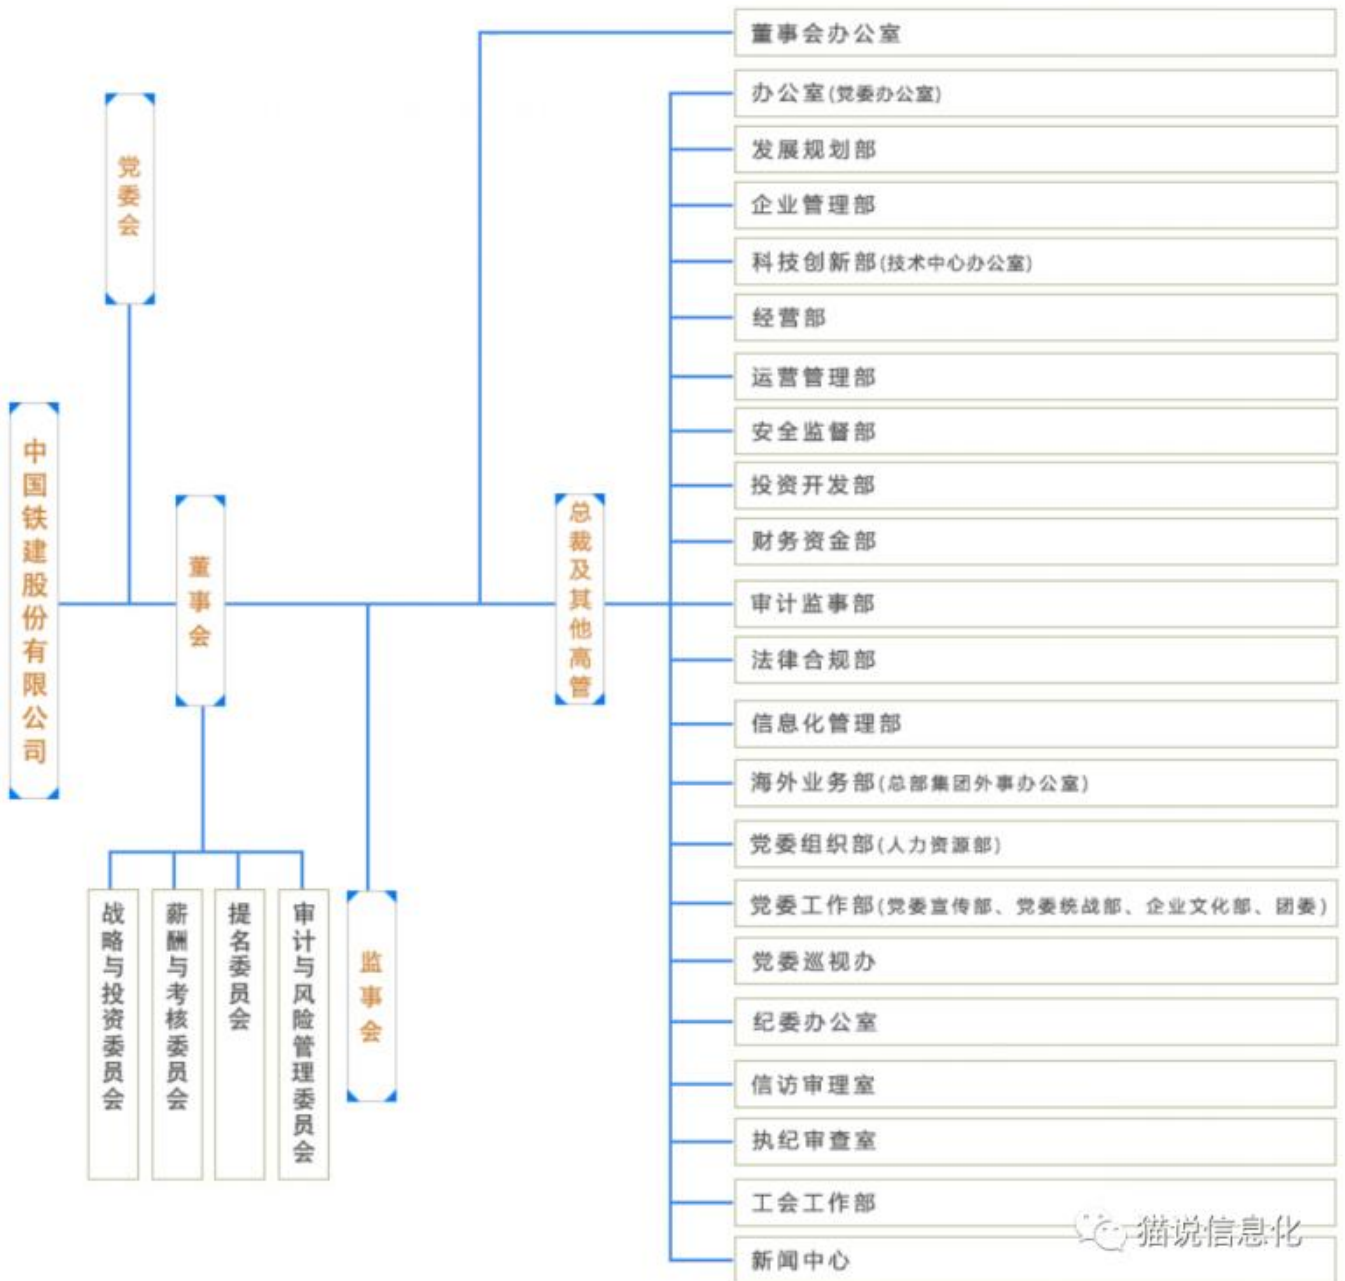 中国铁建股份有限公司
党委会
董事会
战略与投资委员会
薪酬与考核委员会
提名委员会
审计与风险管理委员会
监事会
总裁及其他高管
董事会办公室
办公室(党委办公室)
发展规划部
企业管理部
科技创新部(技术中心办公室)
经营部
运营管理部
安全监督部
投资开发部
财务资金部
审计监事部
法律合规部
信息化管理部
海外业务部(总部集团外事办公室)
党委组织部(人力资源部)
党委工作部(党委宣传部、党委统战部、企业文化部、团委)
党委巡视办
纪委办公室
信访审理室
执纪审查室
工会工作部
新闻中心
猫说信息化